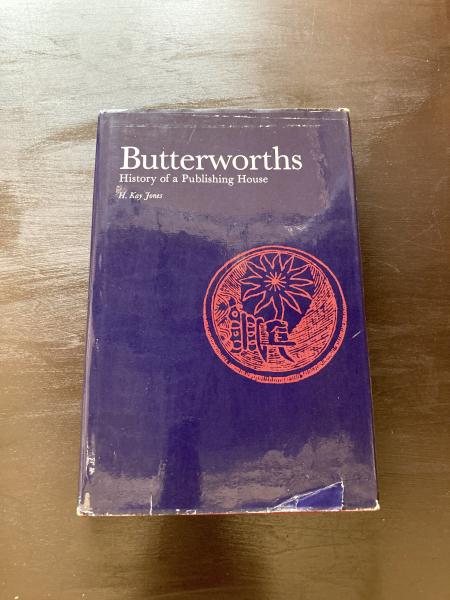 Butterworths
History of a Publishing House
H. Kay Jones